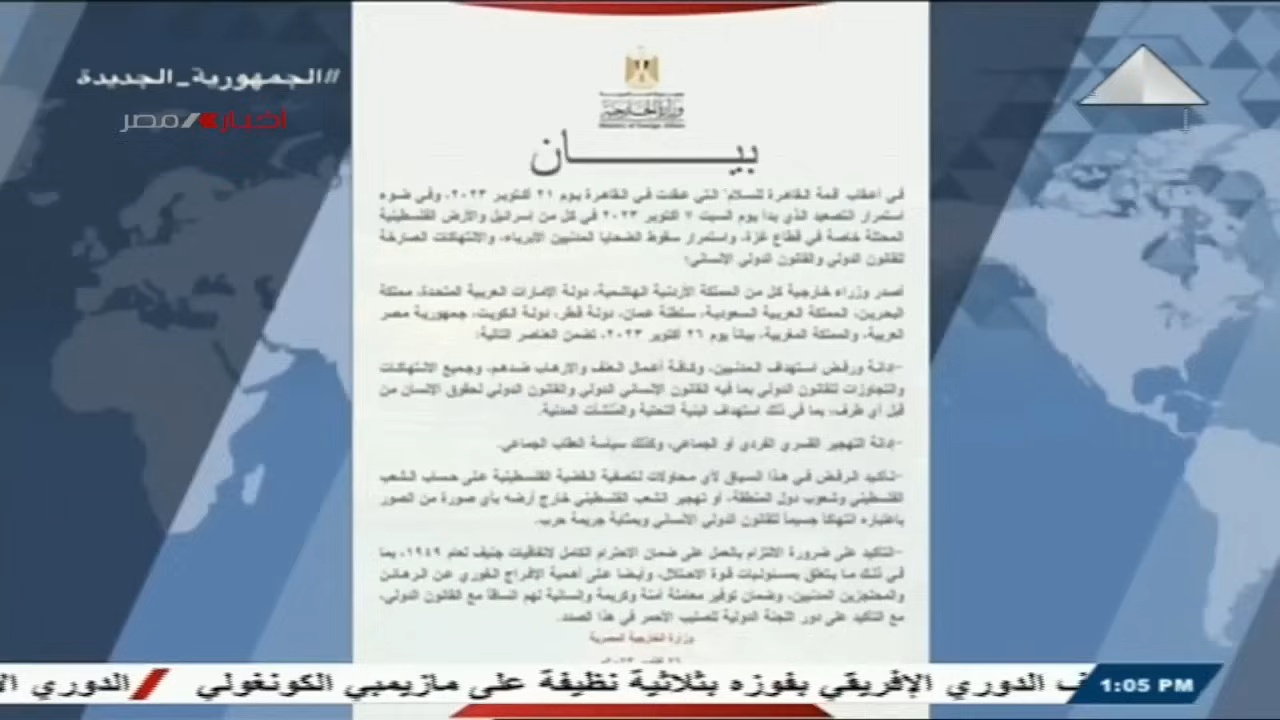 #الجمهورية_الجديدة
أخبار مصر
وزارة الخارجية
Ministry of Foreign Affairs
بيـــــــان
في أعقاب "قمة القاهرة للسلام" التي عقدت في القاهرة يوم ٢١ أكتوبر ٢٠٢٣، وفي ضوء
استمرار التصعيد الذي بدأ يوم السبت ٧ أكتوبر ٢٠٢٣ في كل من إسرائيل والأرض الفلسطينية
المحتلة خاصة في قطاع غزة، واستمرار سقوط الضحايا المدنيين الأبرياء، والانتهاكات الصارخة
للقانون الدولي والقانون الدولي الإنساني؛
أصدر وزراء خارجية كل من المملكة الأردنية الهاشمية، دولة الإمارات العربية المتحدة، مملكة
البحرين، المملكة العربية السعودية، سلطنة عمان، دولة قطر، دولة الكويت، جمهورية مصر
العربية، والمملكة المغربية، بياناً يوم ٢٦ أكتوبر ٢٠٢٣، تضمن العناصر التالية:
-إدانة ورفض استهداف المدنيين، وكافة أعمال العنف والإرهاب ضدهم، وجميع الانتهاكات
والتجاوزات للقانون الدولي بما فيه القانون الإنساني الدولي والقانون الدولي لحقوق الانسان من
قبل أي طرف، بما في ذلك استهداف البنية التحتية والمنشآت المدنية.
-إدانة التهجير القسري الفردي أو الجماعي، وكذلك سياسة العقاب الجماعي.
-تأكيد الرفض في هذا السياق لأي محاولات لتصفية القضية الفلسطينية على حساب الشعب
الفلسطيني وشعوب دول المنطقة، أو تهجير الشعب الفلسطيني خارج أرضه بأي صورة من الصور
باعتباره انتهاكا جسيماً للقانون الدولي الانساني وبمثابة جريمة حرب.
-التأكيد على ضرورة الالتزام بالعمل على ضمان الاحترام الكامل لاتفاقيات جنيف لعام ١٩٤٩، بما
في ذلك ما يتعلق بمسئوليات قوة الاحتلال، وأيضا على أهمية الإفراج الفوري عن الرهائن
والمحتجزين المدنيين، وضمان توفير معاملة آمنة وكريمة وإنسانية لهم اتساقا مع القانون الدولي،
مع التأكيد على دور اللجنة الدولية للصليب الأحمر في هذا الصدد.
وزارة الخارجية المصرية
الدوري الإفريقي بفوزه بثلاثية نظيفة على مازيمبي الكونغولي / الدوري
1:05 PM